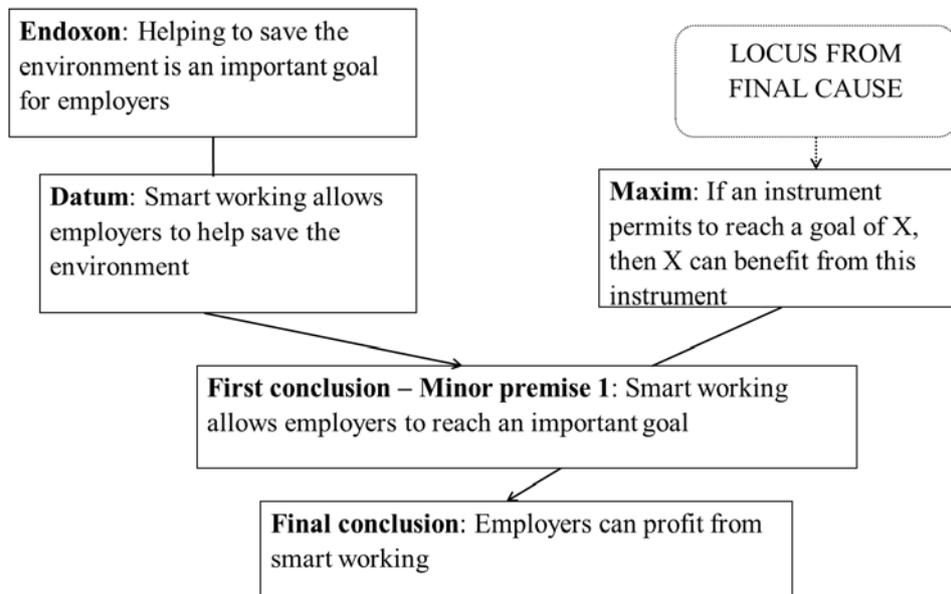 Endoxon: Helping to save the
environment is an important goal
for employers
LOCUS FROM
FINAL CAUSE
Datum: Smart working allows
employers to help save the
environment
Maxim: If an instrument
permits to reach a goal of X,
then X can benefit from this
instrument
First conclusion – Minor premise 1: Smart working
allows employers to reach an important goal
Final conclusion: Employers can profit from
smart working